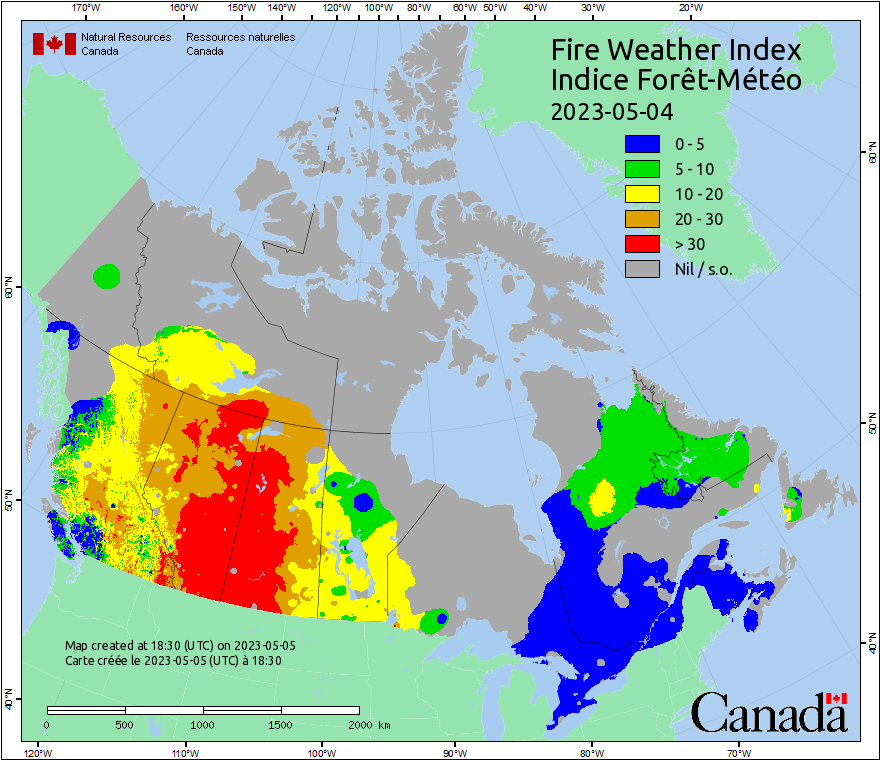 170°W 160°W 150°W 140°W 130°W 120°W 110°W 100°W 90°W 80°W 70°W 60°W 50°W 40°W 30°W 20°W
Natural Resources Ressources naturelles
Canada Canada
Fire Weather Index
Indice Forêt-Météo
2023-05-04
0 - 5
5 - 10
10 - 20
20 - 30
> 30
Nil / s.o.
60°N 60°N
50°N 50°N
40°N 40°N
Map created at 18:30 (UTC) on 2023-05-05
Carte créée le 2023-05-05 (UTC) à 18:30
0 500 1000 1500 2000 km
Canada
120°W 110°W 100°W 90°W 80°W 70°W